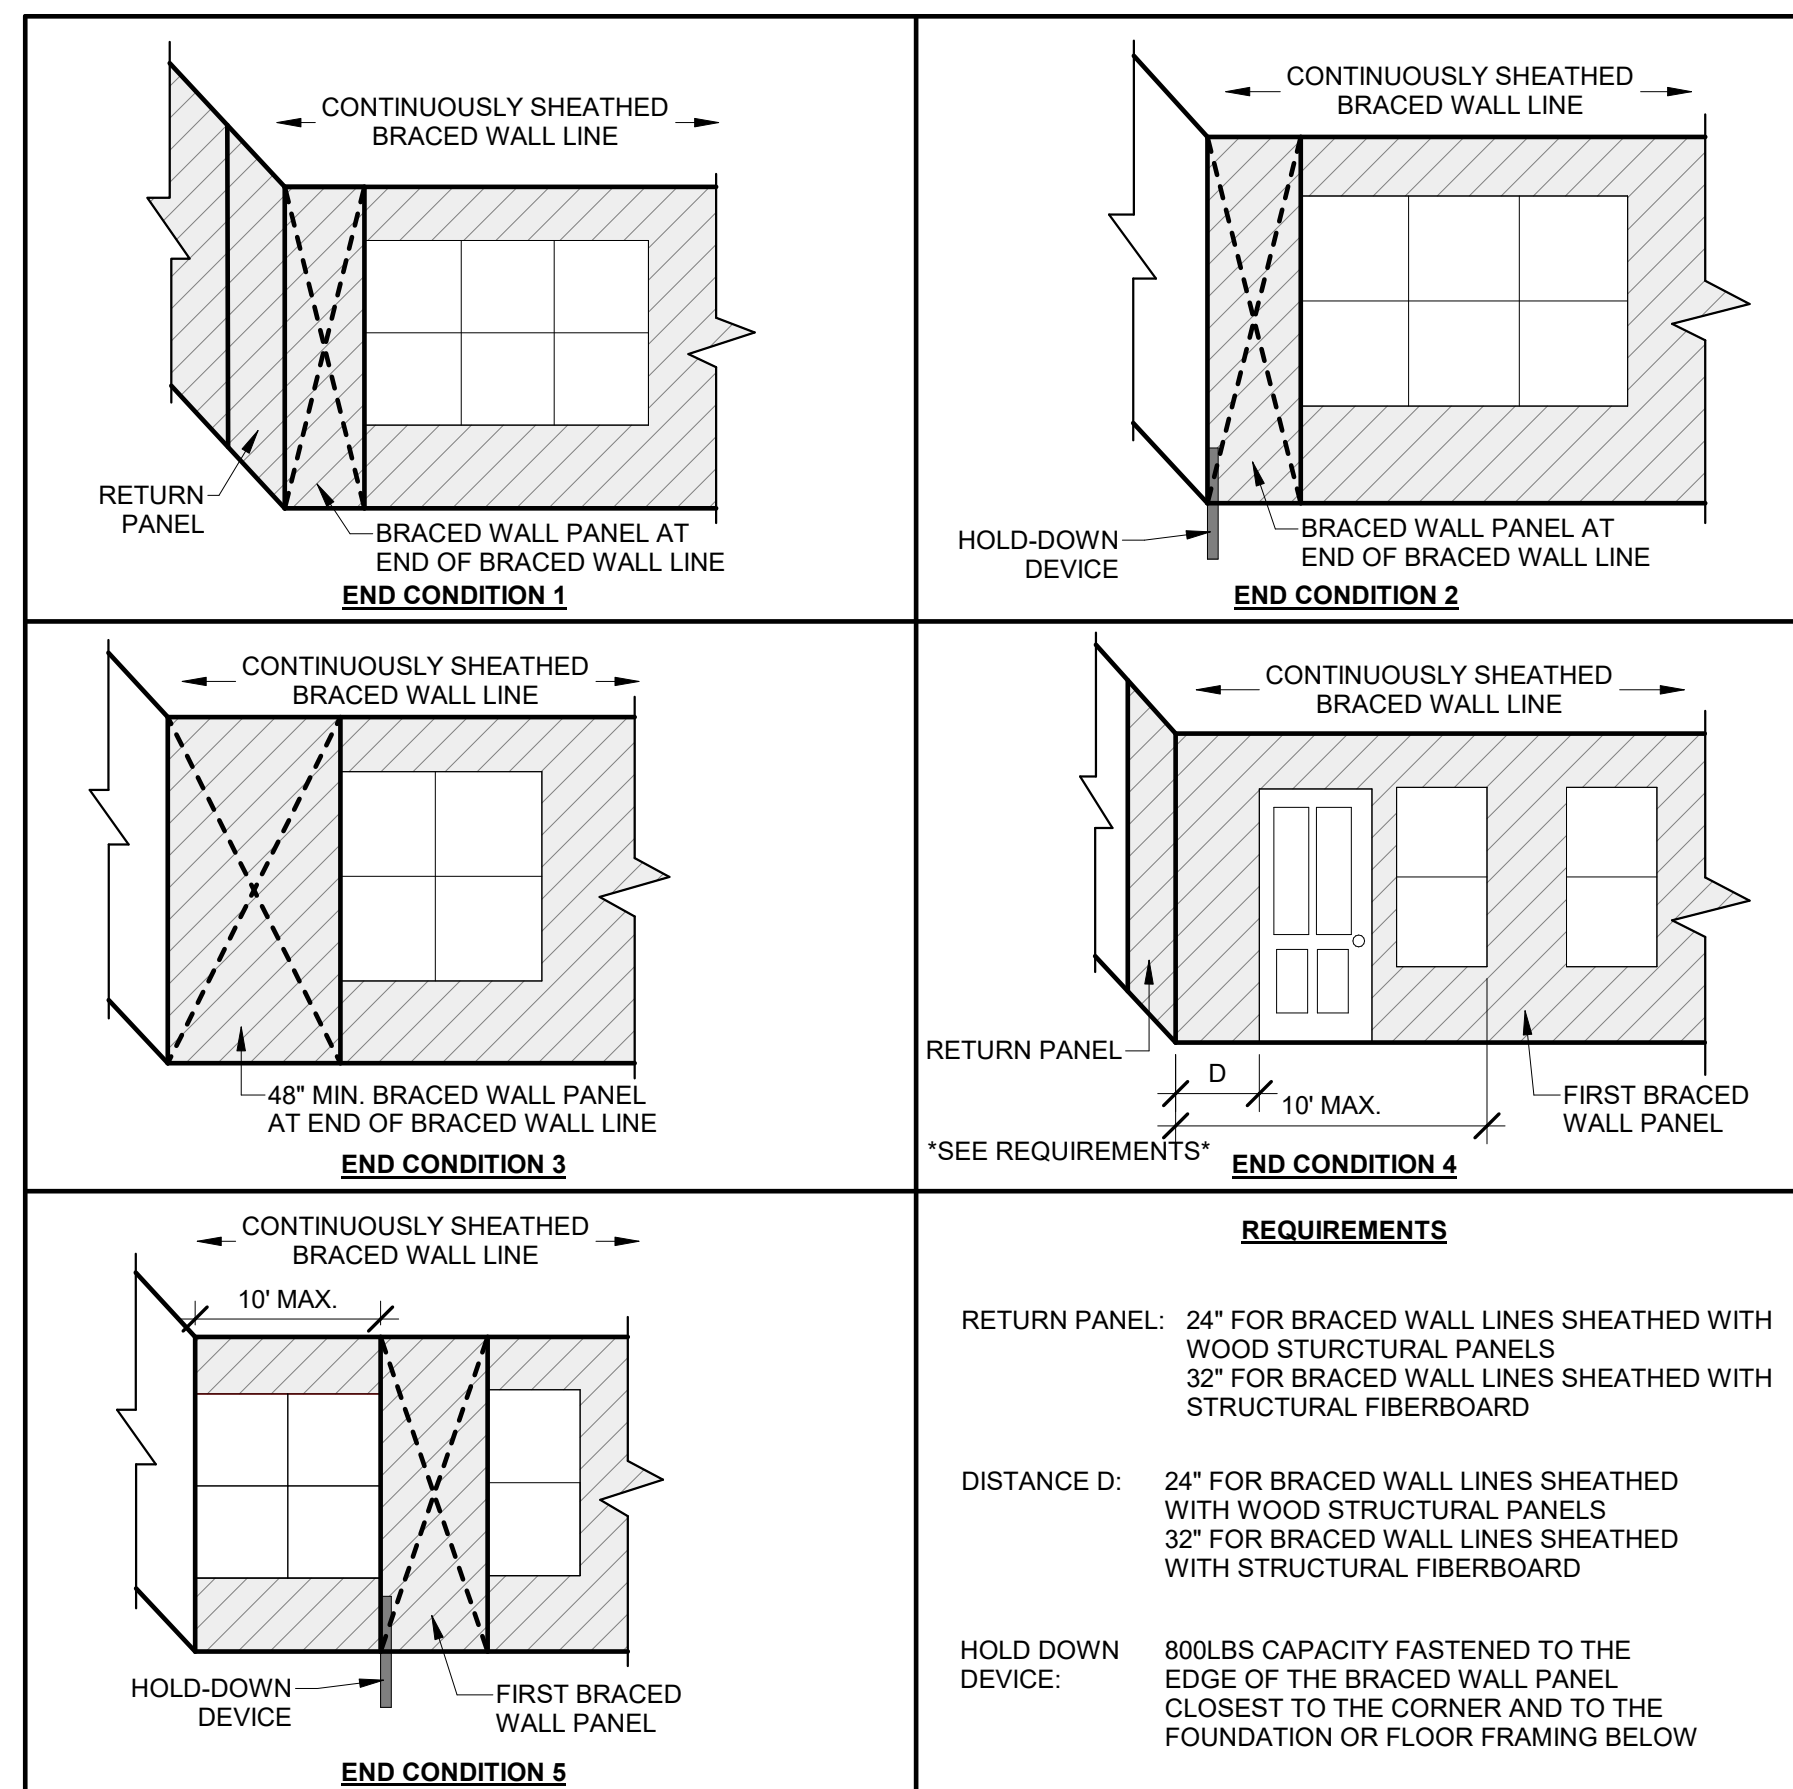 CONTINUOUSLY SHEATHED
BRACED WALL LINE
RETURN
PANEL
BRACED WALL PANEL AT
END OF BRACED WALL LINE
END CONDITION 1
CONTINUOUSLY SHEATHED
BRACED WALL LINE
HOLD-DOWN
DEVICE
BRACED WALL PANEL AT
END OF BRACED WALL LINE
END CONDITION 2
CONTINUOUSLY SHEATHED
BRACED WALL LINE
48" MIN. BRACED WALL PANEL
AT END OF BRACED WALL LINE
END CONDITION 3
CONTINUOUSLY SHEATHED
BRACED WALL LINE
RETURN PANEL
D
10' MAX.
FIRST BRACED
WALL PANEL
*SEE REQUIREMENTS*
END CONDITION 4
CONTINUOUSLY SHEATHED
BRACED WALL LINE
10' MAX.
HOLD-DOWN
DEVICE
FIRST BRACED
WALL PANEL
END CONDITION 5
REQUIREMENTS
RETURN PANEL: 24" FOR BRACED WALL LINES SHEATHED WITH
WOOD STURCTURAL PANELS
32" FOR BRACED WALL LINES SHEATHED WITH
STRUCTURAL FIBERBOARD
DISTANCE D: 24" FOR BRACED WALL LINES SHEATHED
WITH WOOD STRUCTURAL PANELS
32" FOR BRACED WALL LINES SHEATHED
WITH STRUCTURAL FIBERBOARD
HOLD DOWN 800LBS CAPACITY FASTENED TO THE
DEVICE: EDGE OF THE BRACED WALL PANEL
CLOSEST TO THE CORNER AND TO THE
FOUNDATION OR FLOOR FRAMING BELOW